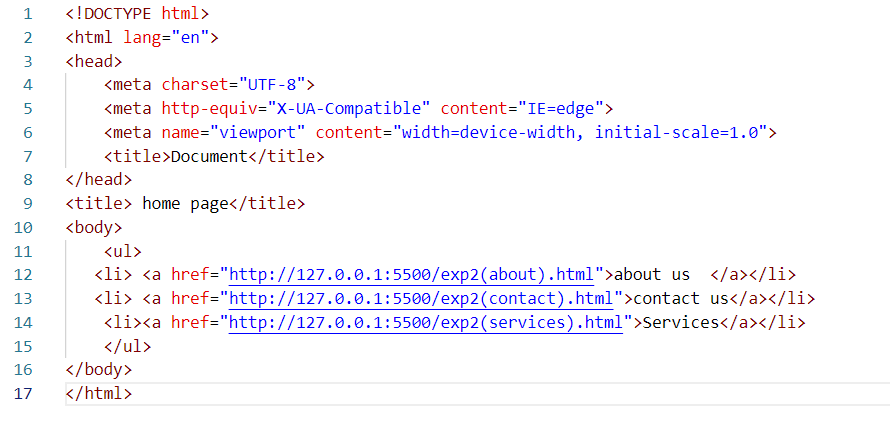 1 <!DOCTYPE html>
2 <html lang="en">
3 <head>
4     <meta charset="UTF-8">
5     <meta http-equiv="X-UA-Compatible" content="IE=edge">
6     <meta name="viewport" content="width=device-width, initial-scale=1.0">
7     <title>Document</title>
8 </head>
9 <title> home page</title>
10 <body>
11     <ul>
12    <li> <a href="http://127.0.0.1:5500/exp2(about).html">about us  </a></li>
13    <li> <a href="http://127.0.0.1:5500/exp2(contact).html">contact us</a></li>
14     <li><a href="http://127.0.0.1:5500/exp2(services).html">Services</a></li>
15     </ul>
16 </body>
17 </html>